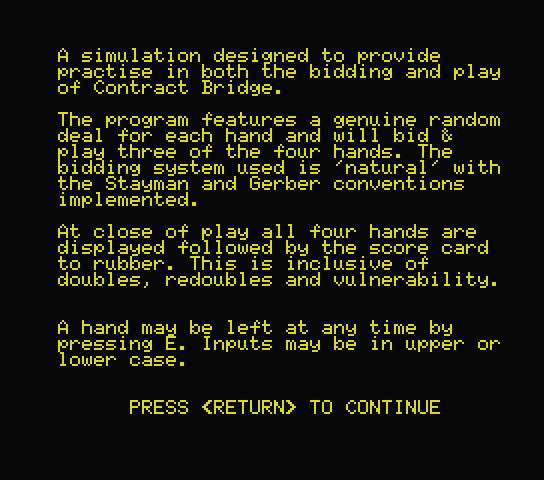 A simulation designed to provide
practise in both the bidding and play
of Contract Bridge.
The program features a genuine random
deal for each hand and will bid &
play three of the four hands. The
bidding system used is 'natural' with
the Stayman and Gerber conventions
implemented.
At close of play all four hands are
displayed followed by the score card
to rubber. This is inclusive of
doubles, redoubles and vulnerability.
A hand may be left at any time by
pressing E. Inputs may be in upper or
lower case.
PRESS <RETURN> TO CONTINUE